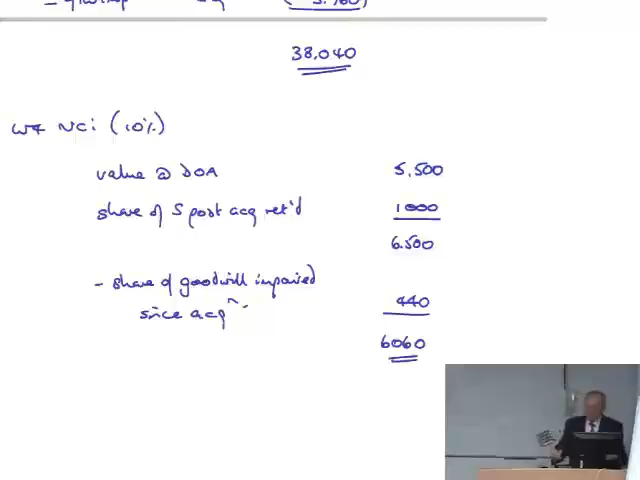 38.040
W4 NCi (10%)
value @ DOA 5.500
share of S post acq ret'd 1000
6.500
- share of goodwill impaired
since acqn. 440
6060